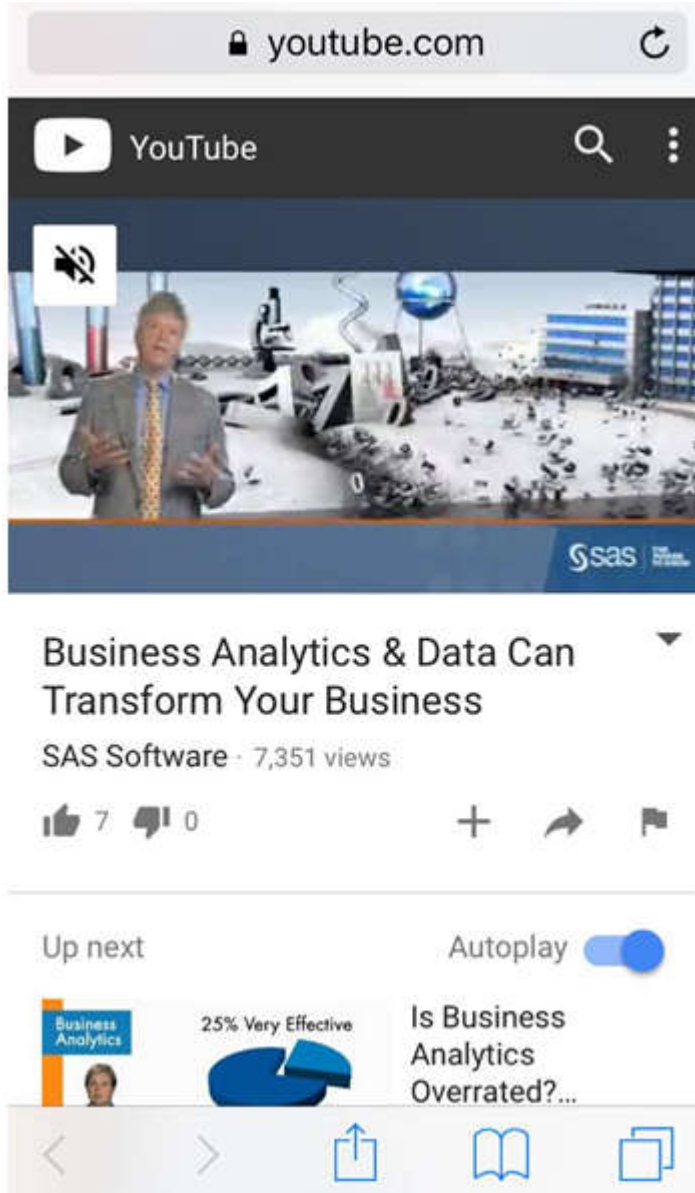 youtube.com
YouTube
sas
Business Analytics & Data Can
Transform Your Business
SAS Software · 7,351 views
7 0
Up next
Autoplay
Business
Analytics
25% Very Effective
Is Business
Analytics
Overrated?...